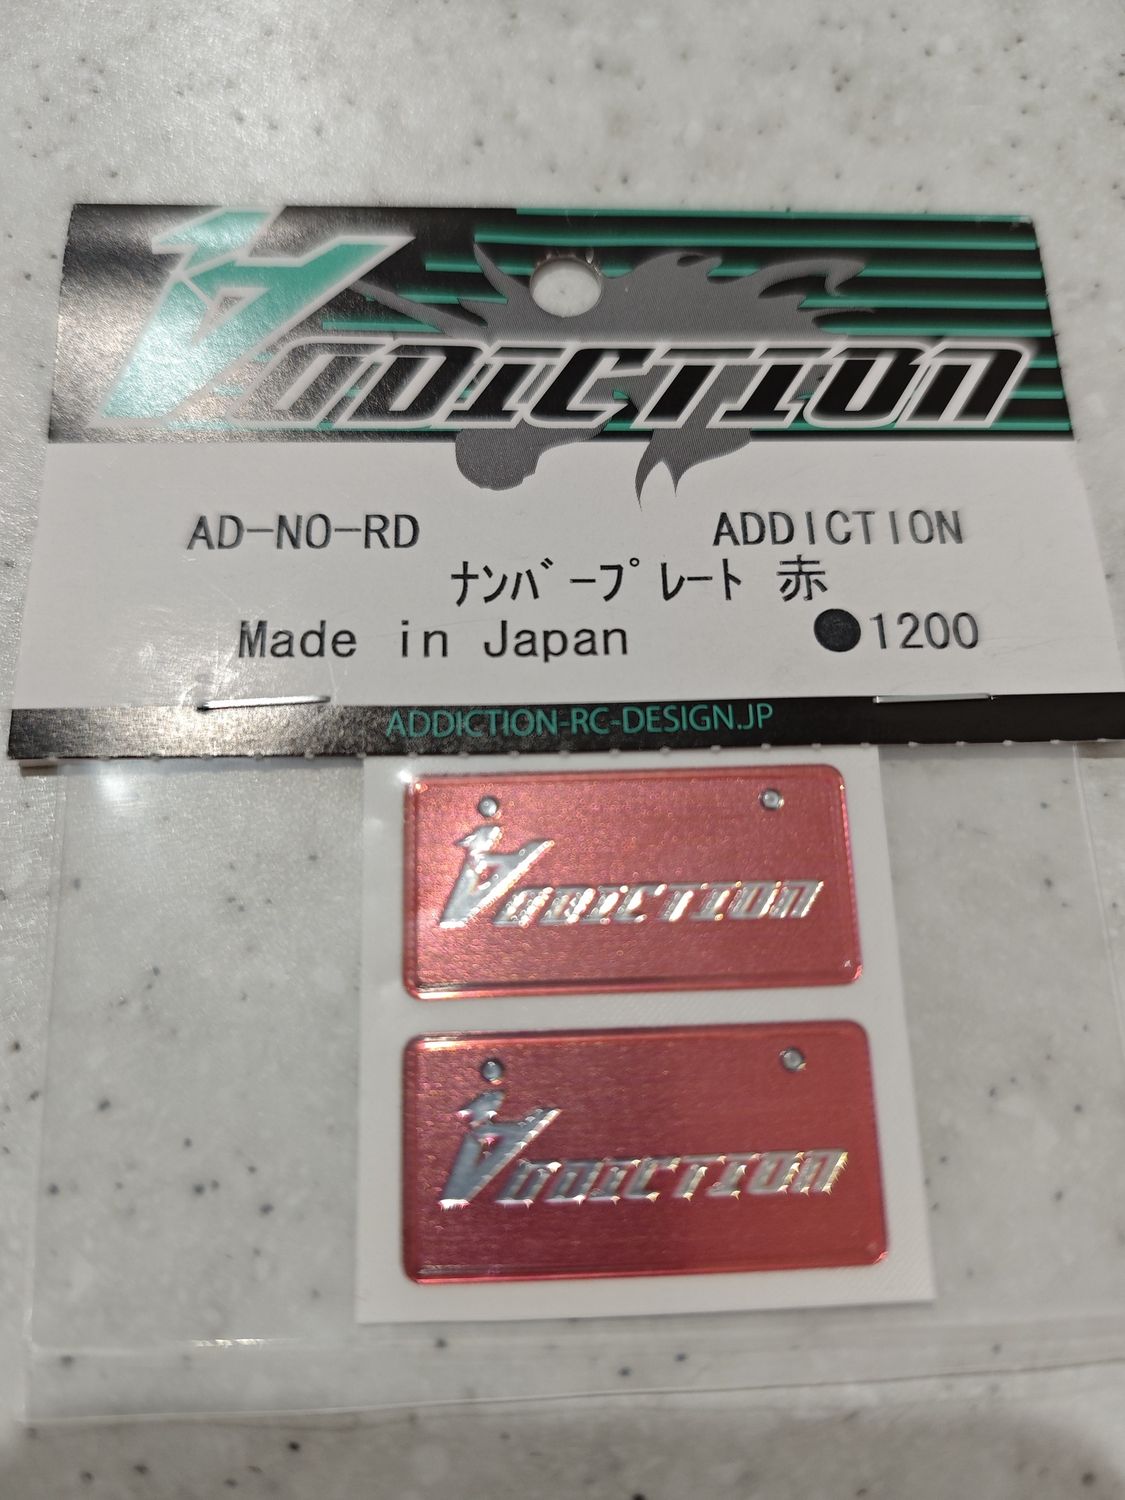 ADDICTION
AD-NO-RD ADDICTION
ﾅﾝﾊﾞｰﾌﾟﾚｰﾄ 赤
Made in Japan ●1200
ADDICTION-RC-DESIGN.JP
ADDICTION
ADDICTION